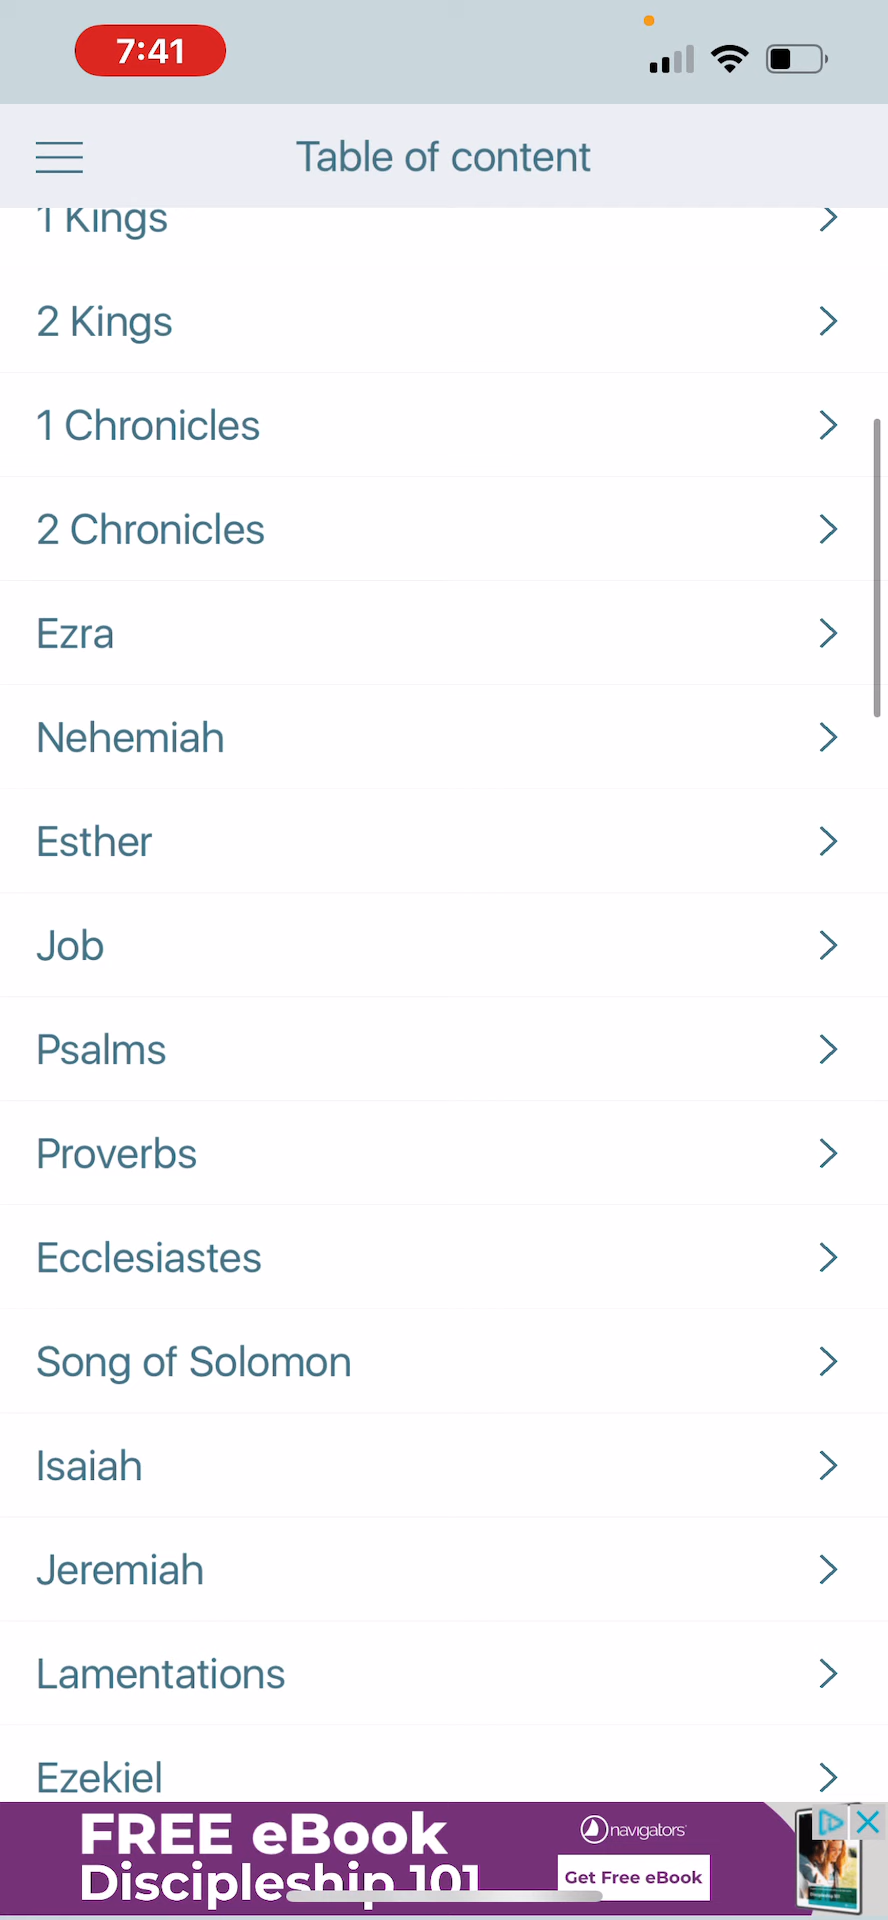 7:41
Table of content
1 Kings
2 Kings
1 Chronicles
2 Chronicles
Ezra
Nehemiah
Esther
Job
Psalms
Proverbs
Ecclesiastes
Song of Solomon
Isaiah
Jeremiah
Lamentations
Ezekiel
FREE eBook
Discipleship 101
navigators
Get Free eBook